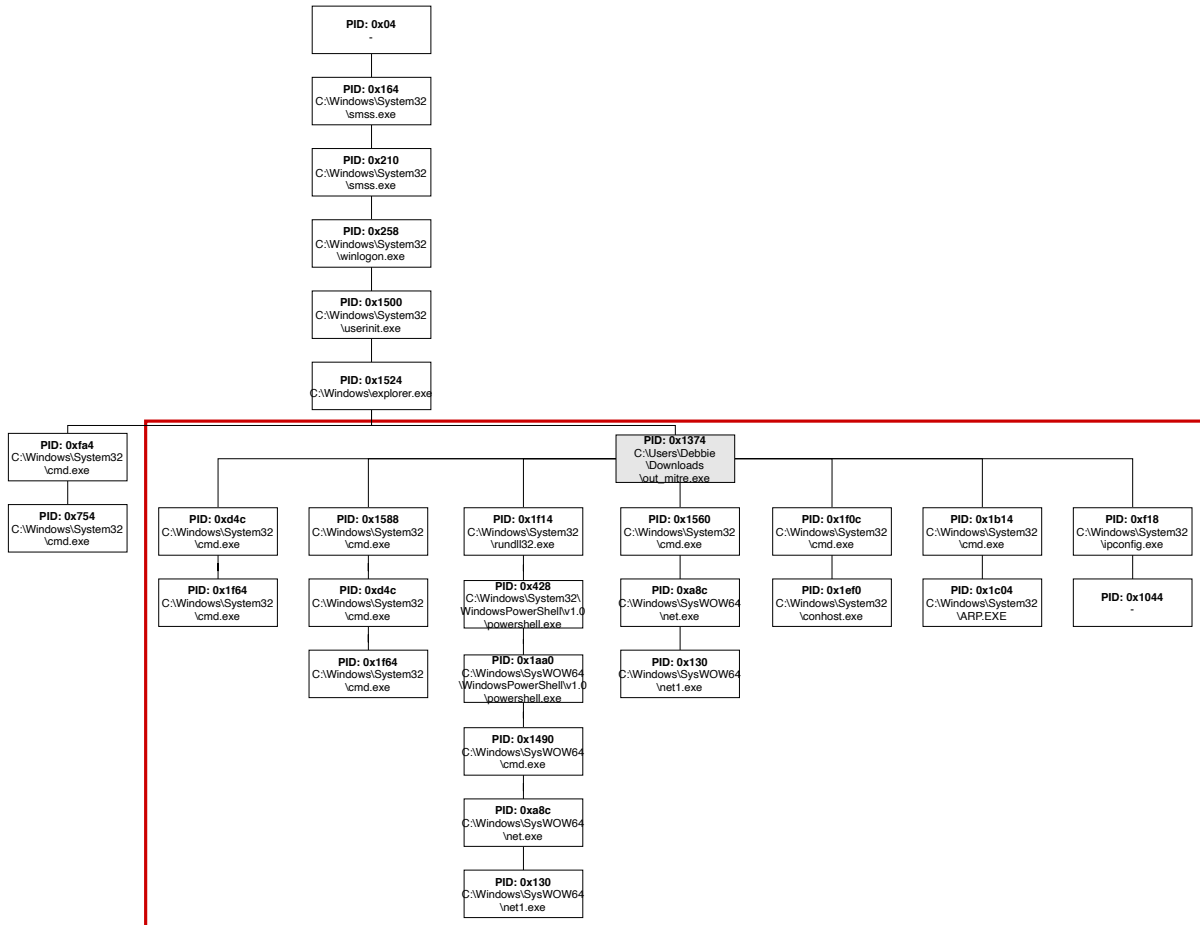 PID: 0x04
-
PID: 0x164
C:\Windows\System32
\smss.exe
PID: 0x210
C:\Windows\System32
\smss.exe
PID: 0x258
C:\Windows\System32
\winlogon.exe
PID: 0x1500
C:\Windows\System32
\userinit.exe
PID: 0x1524
C:\Windows\explorer.exe
PID: 0xfa4
C:\Windows\System32
\cmd.exe
PID: 0x754
C:\Windows\System32
\cmd.exe
PID: 0x1374
C:\Users\Debbie
\Downloads
\out_mitre.exe
PID: 0xd4c
C:\Windows\System32
\cmd.exe
PID: 0x1f64
C:\Windows\System32
\cmd.exe
PID: 0x1588
C:\Windows\System32
\cmd.exe
PID: 0xd4c
C:\Windows\System32
\cmd.exe
PID: 0x1f64
C:\Windows\System32
\cmd.exe
PID: 0x1f14
C:\Windows\System32
\rundll32.exe
PID: 0x428
C:\Windows\System32\
WindowsPowerShell\v1.0
\powershell.exe
PID: 0x1aa0
C:\Windows\SysWOW64
\WindowsPowerShell\v1.0
\powershell.exe
PID: 0x1490
C:\Windows\SysWOW64
\cmd.exe
PID: 0xa8c
C:\Windows\SysWOW64
\net.exe
PID: 0x130
C:\Windows\SysWOW64
\net1.exe
PID: 0x1560
C:\Windows\System32
\cmd.exe
PID: 0xa8c
C:\Windows\SysWOW64
\net.exe
PID: 0x130
C:\Windows\SysWOW64
\net1.exe
PID: 0x1f0c
C:\Windows\System32
\cmd.exe
PID: 0x1ef0
C:\Windows\System32
\conhost.exe
PID: 0x1b14
C:\Windows\System32
\cmd.exe
PID: 0x1c04
C:\Windows\System32
\ARP.EXE
PID: 0xf18
C:\Windows\System32
\ipconfig.exe
PID: 0x1044
-